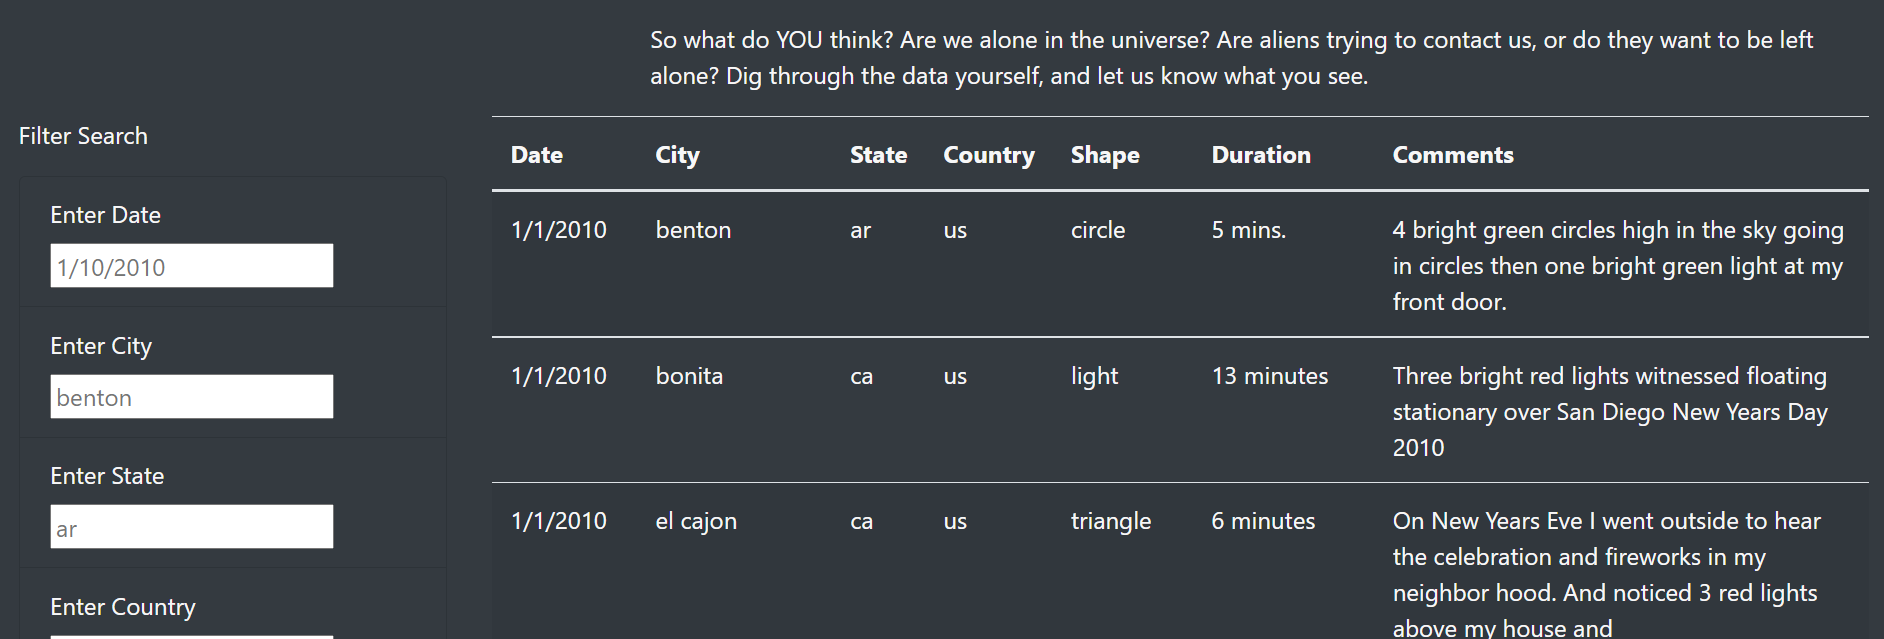 So what do YOU think? Are we alone in the universe? Are aliens trying to contact us, or do they want to be left
alone? Dig through the data yourself, and let us know what you see.
Filter Search
Enter Date
1/10/2010
Enter City
benton
Enter State
ar
Enter Country
Date City State Country Shape Duration Comments
1/1/2010 benton ar us circle 5 mins. 4 bright green circles high in the sky going
in circles then one bright green light at my
front door.
1/1/2010 bonita ca us light 13 minutes Three bright red lights witnessed floating
stationary over San Diego New Years Day
2010
1/1/2010 el cajon ca us triangle 6 minutes On New Years Eve I went outside to hear
the celebration and fireworks in my
neighbor hood. And noticed 3 red lights
above my house and